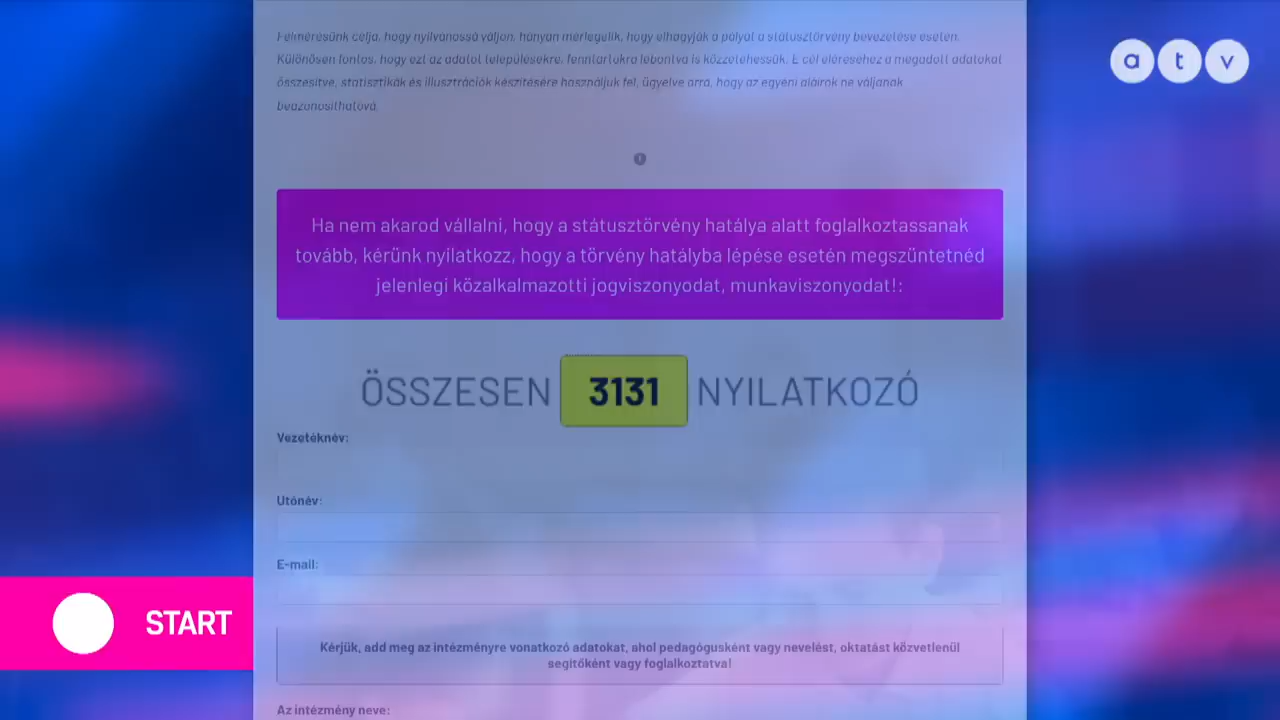 Felmérésünk célja, hogy nyilvánossá váljon, hányan mérlegelik, hogy elhagyják a pályát a státusztörvény bevezetése esetén.
Különösen fontos, hogy ezt az adatot településekre, fenntartókra lebontva is közzétehessük. E cél eléréséhez a megadott adatokat
összesítve, statisztikák és illusztrációk készítésére használjuk fel, ügyelve arra, hogy az egyéni aláírók ne váljanak
beazonosíthatóvá.
atv
Ha nem akarod vállalni, hogy a státusztörvény hatálya alatt foglalkoztassanak
tovább, kérünk nyilatkozz, hogy a törvény hatályba lépése esetén megszüntetnéd
jelenlegi közalkalmazotti jogviszonyodat, munkaviszonyodat!:
ÖSSZESEN 3131 NYILATKOZÓ
Vezetéknév:
Utónév:
E-mail:
START
Kérjük, add meg az intézményre vonatkozó adatokat, ahol pedagógusként vagy nevelést, oktatást közvetlenül
segítőként vagy foglalkoztatva!
Az intézmény neve: